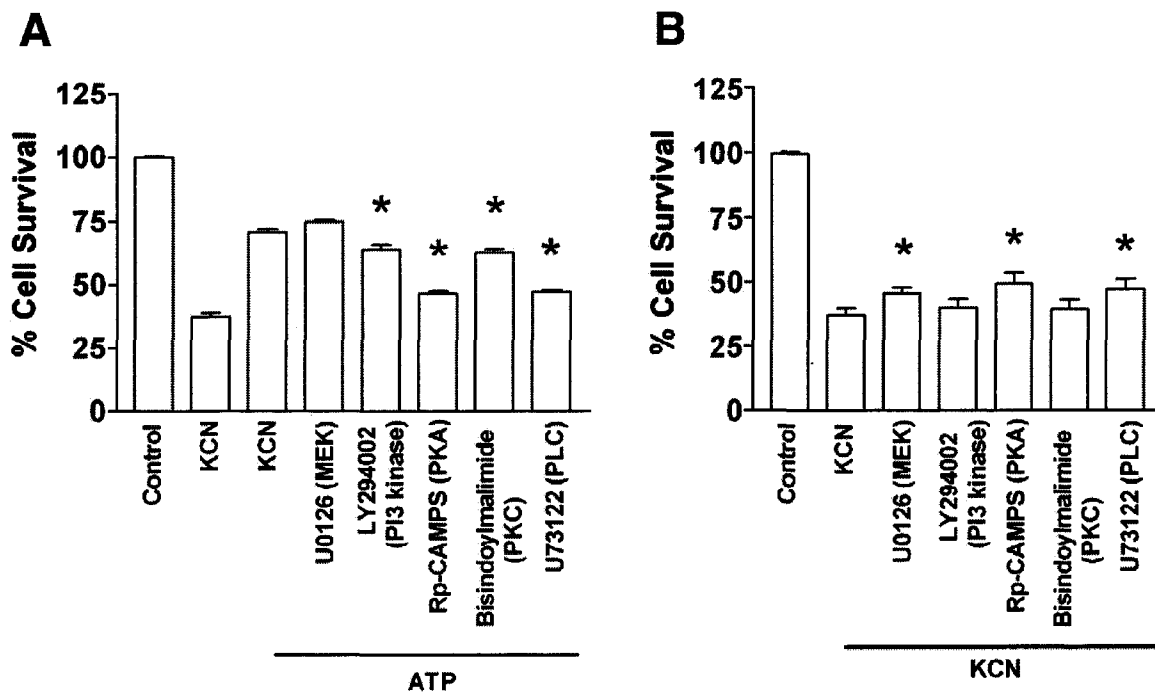 A
% Cell Survival
125
100
75
50
25
0
*
*
*
*
Control
KCN
KCN
U0126 (MEK)
LY294002
(PI3 kinase)
Rp-CAMPS (PKA)
Bisindoylmalimide
(PKC)
U73122 (PLC)
ATP
B
% Cell Survival
125
100
75
50
25
0
*
*
*
Control
KCN
U0126 (MEK)
LY294002
(PI3 kinase)
Rp-CAMPS (PKA)
Bisindoylmalimide
(PKC)
U73122 (PLC)
KCN